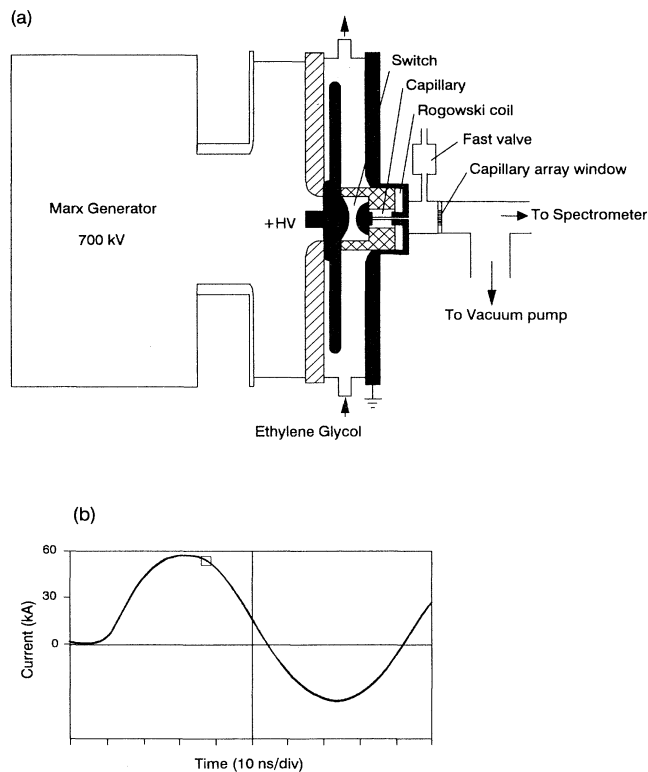 (a)
Switch
Capillary
Rogowski coil
Fast valve
Capillary array window
Marx Generator
700 kV
+HV
To Spectrometer
To Vacuum pump
Ethylene Glycol
(b)
60
30
0
Current (kA)
Time (10 ns/div)